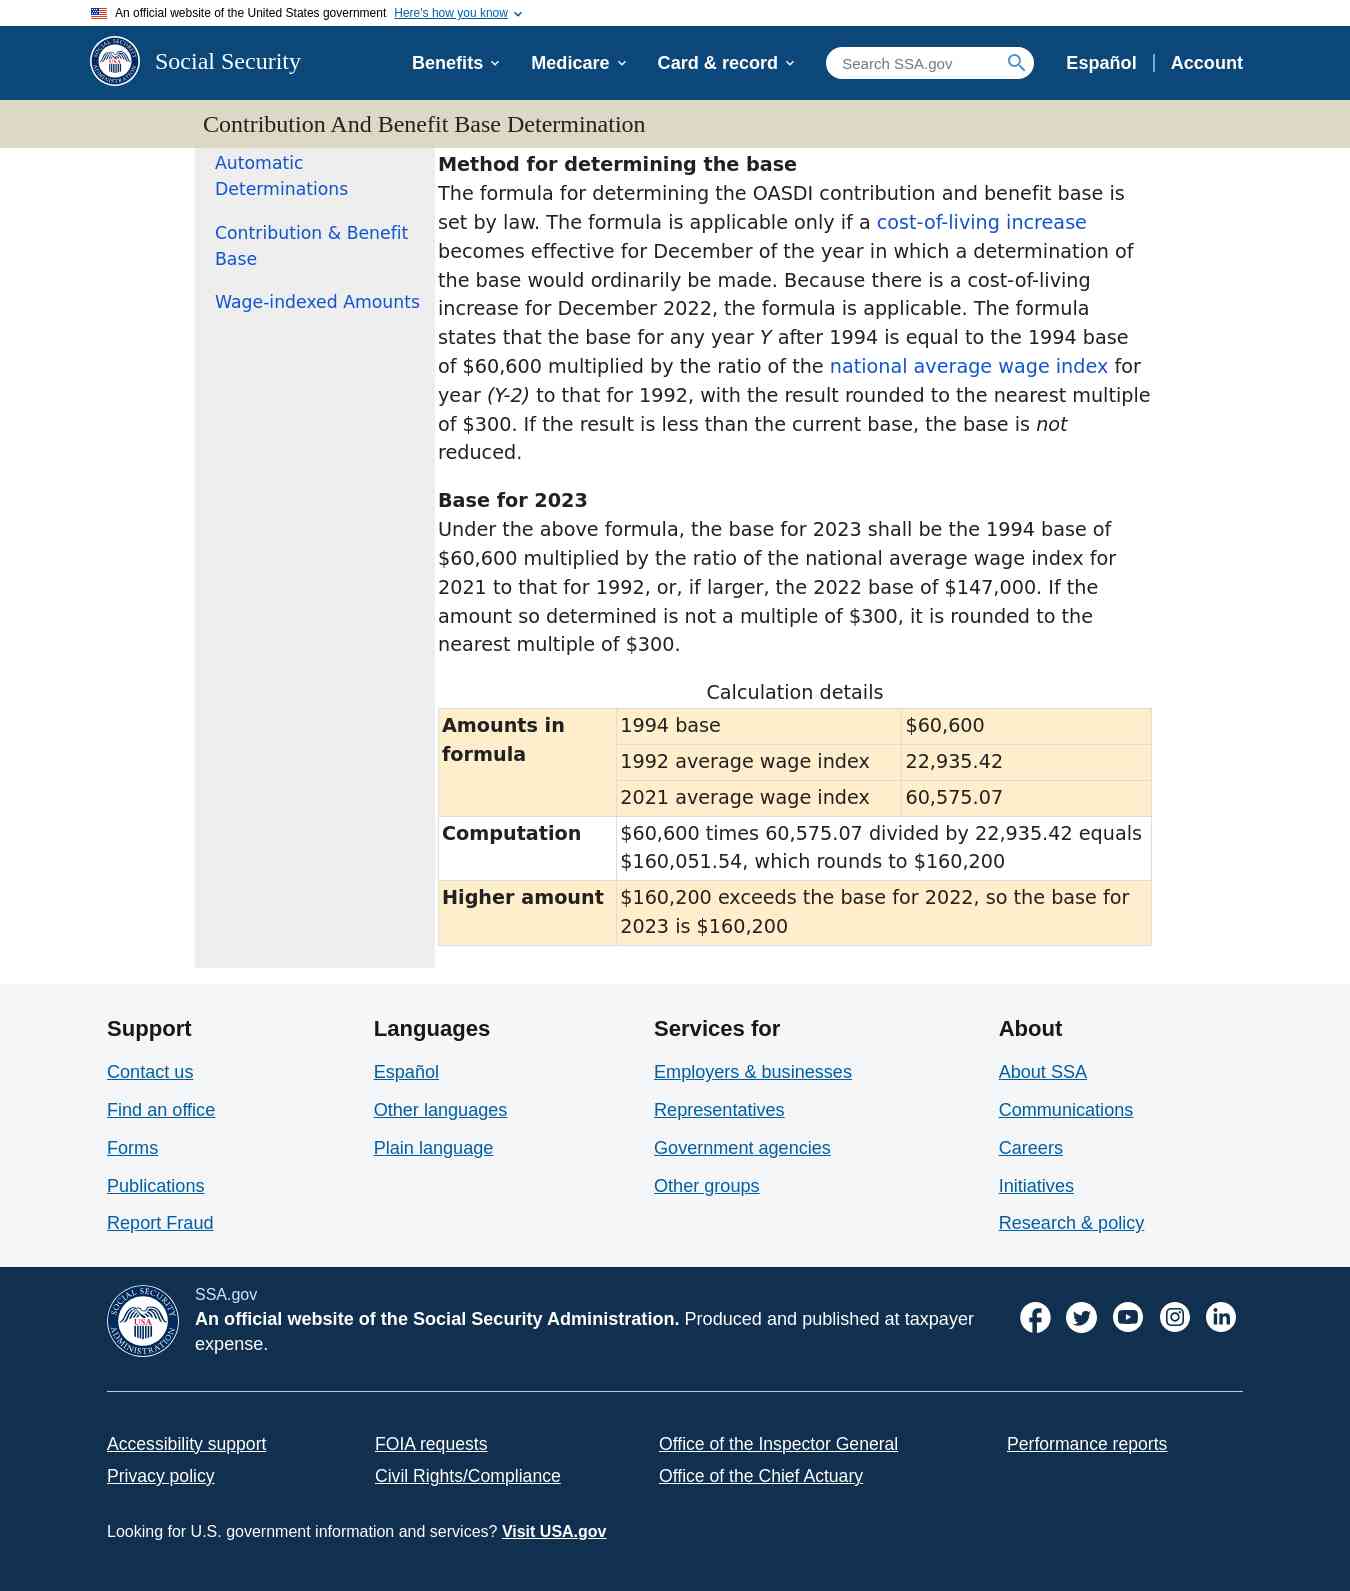 An official website of the United States government Here's how you know
Social Security
Benefits
Medicare
Card & record
Search SSA.gov
Español
Account
Contribution And Benefit Base Determination
Automatic
Determinations
Contribution & Benefit
Base
Wage-indexed Amounts
Method for determining the base
The formula for determining the OASDI contribution and benefit base is
set by law. The formula is applicable only if a cost-of-living increase
becomes effective for December of the year in which a determination of
the base would ordinarily be made. Because there is a cost-of-living
increase for December 2022, the formula is applicable. The formula
states that the base for any year Y after 1994 is equal to the 1994 base
of $60,600 multiplied by the ratio of the national average wage index for
year (Y-2) to that for 1992, with the result rounded to the nearest multiple
of $300. If the result is less than the current base, the base is not
reduced.
Base for 2023
Under the above formula, the base for 2023 shall be the 1994 base of
$60,600 multiplied by the ratio of the national average wage index for
2021 to that for 1992, or, if larger, the 2022 base of $147,000. If the
amount so determined is not a multiple of $300, it is rounded to the
nearest multiple of $300.
Calculation details
Amounts in
formula
1994 base $60,600
1992 average wage index 22,935.42
2021 average wage index 60,575.07
Computation
$60,600 times 60,575.07 divided by 22,935.42 equals
$160,051.54, which rounds to $160,200
Higher amount
$160,200 exceeds the base for 2022, so the base for
2023 is $160,200
Support
Contact us
Find an office
Forms
Publications
Report Fraud
Languages
Español
Other languages
Plain language
Services for
Employers & businesses
Representatives
Government agencies
Other groups
About
About SSA
Communications
Careers
Initiatives
Research & policy
SOCIAL SECURITY ADMINISTRATION
USA
SSA.gov
An official website of the Social Security Administration. Produced and published at taxpayer
expense.
Accessibility support
Privacy policy
FOIA requests
Civil Rights/Compliance
Office of the Inspector General
Office of the Chief Actuary
Performance reports
Looking for U.S. government information and services? Visit USA.gov